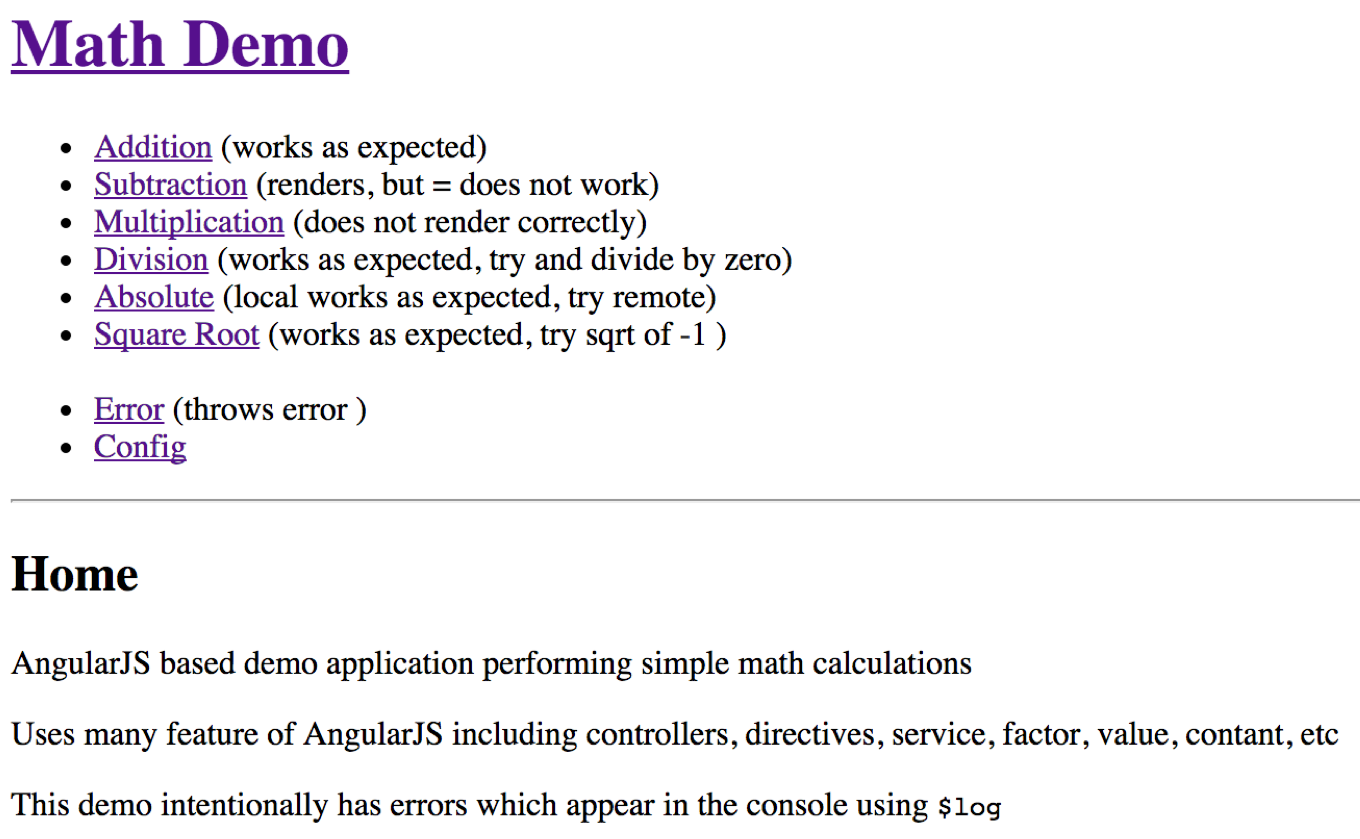 Math Demo
Addition (works as expected)
Subtraction (renders, but = does not work)
Multiplication (does not render correctly)
Division (works as expected, try and divide by zero)
Absolute (local works as expected, try remote)
Square Root (works as expected, try sqrt of -1 )
Error (throws error )
Config
Home
AngularJS based demo application performing simple math calculations
Uses many feature of AngularJS including controllers, directives, service, factor, value, contant, etc
This demo intentionally has errors which appear in the console using $log